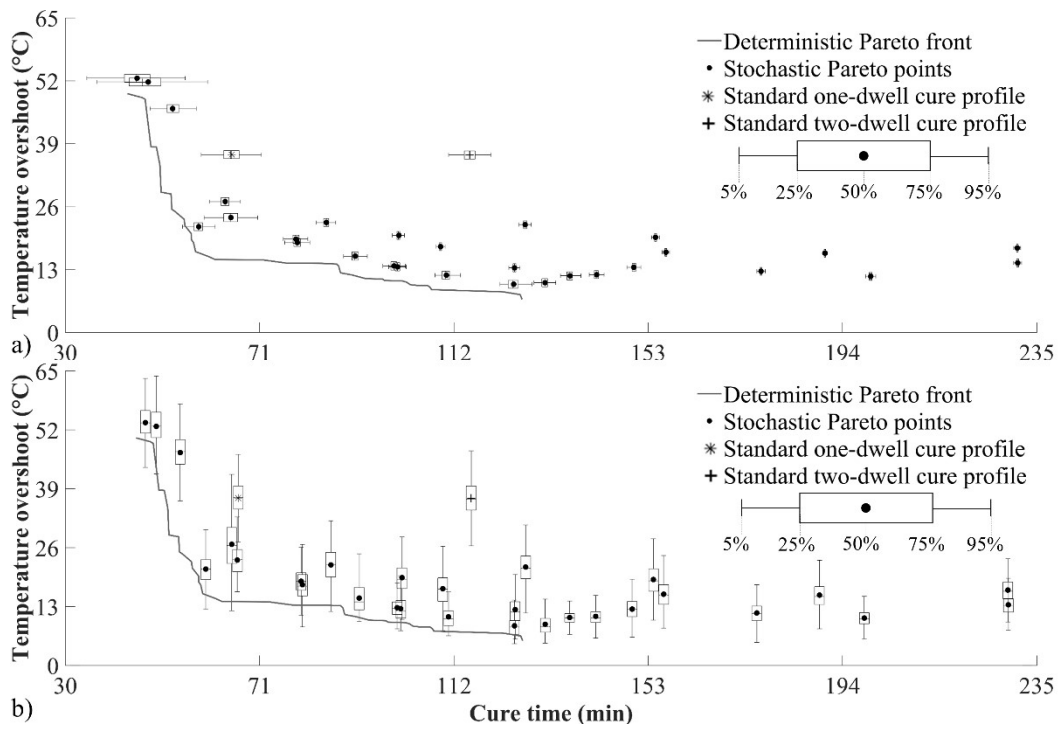 65
52
39
26
13
0
Temperature overshoot (°C)
Deterministic Pareto front
Stochastic Pareto points
Standard one-dwell cure profile
Standard two-dwell cure profile
5% 25% 50% 75% 95%
a)
30 71 112 153 194 235
65
52
39
26
13
0
Temperature overshoot (°C)
Deterministic Pareto front
Stochastic Pareto points
Standard one-dwell cure profile
Standard two-dwell cure profile
5% 25% 50% 75% 95%
30 71 112 153 194 235
b)
Cure time (min)